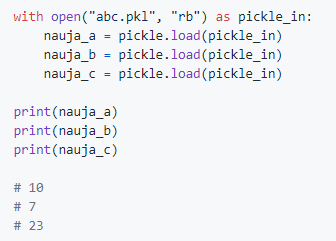 with open("abc.pkl", "rb") as pickle_in:
    nauja_a = pickle.load(pickle_in)
    nauja_b = pickle.load(pickle_in)
    nauja_c = pickle.load(pickle_in)

print(nauja_a)
print(nauja_b)
print(nauja_c)

# 10
# 7
# 23